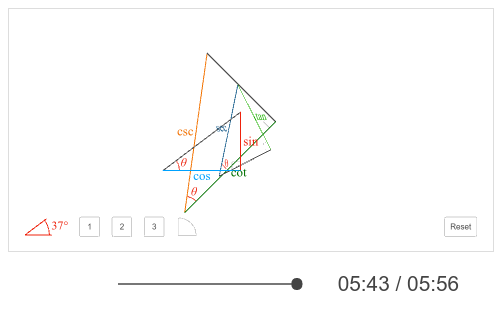 csc
sec
tan
sin
θ
θ
cos
cot
θ
37°
1
2
3
Reset
05:43 / 05:56